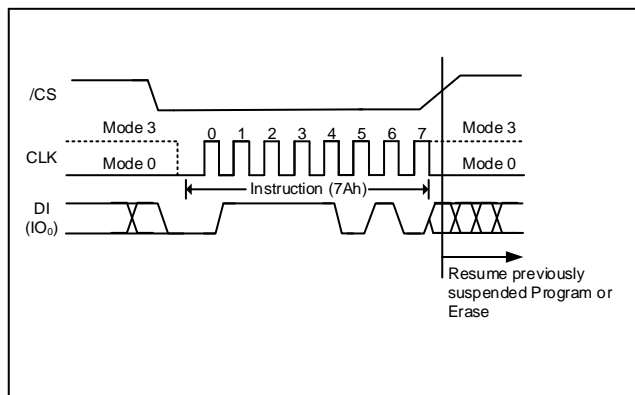 /CS
Mode 3
0 1 2 3 4 5 6 7
Mode 3
CLK
Mode 0
Mode 0
Instruction (7Ah)
DI
(IO₀)
Resume previously
suspended Program or
Erase